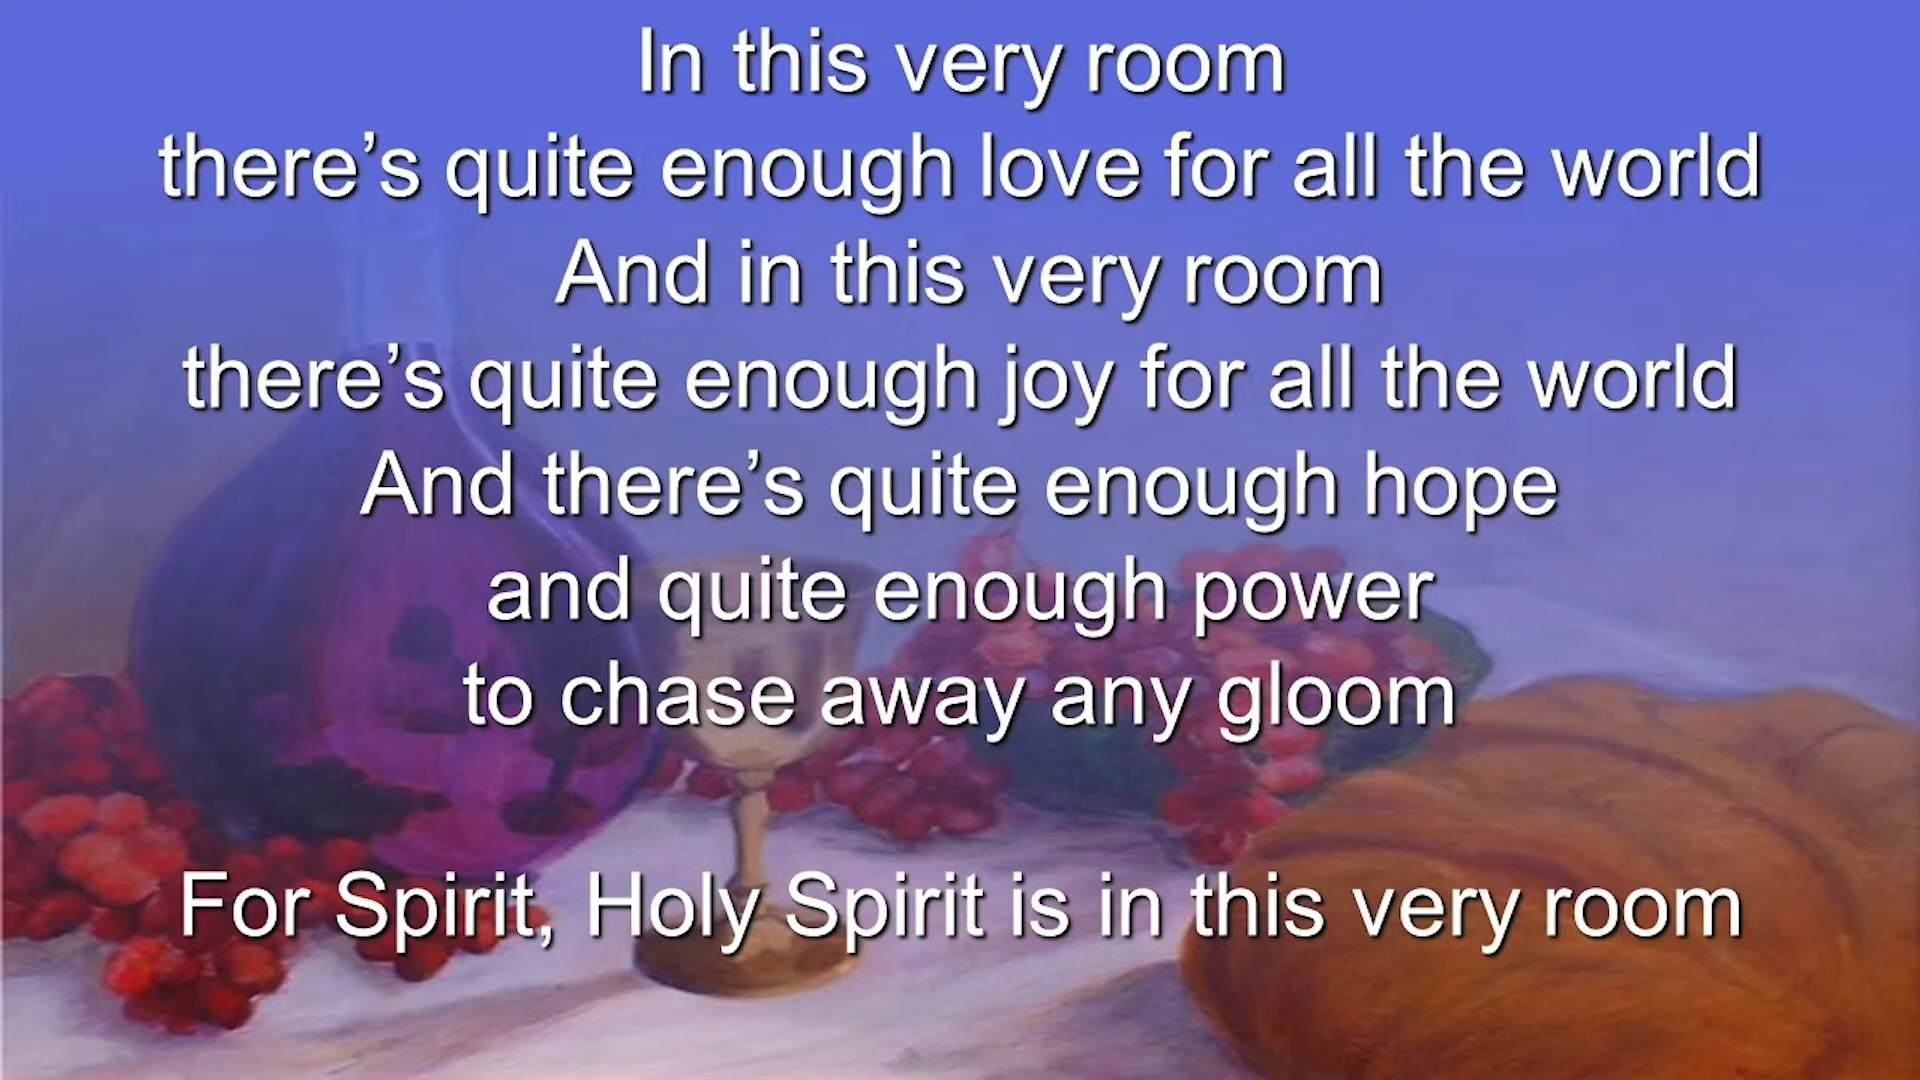 In this very room
there’s quite enough love for all the world
And in this very room
there’s quite enough joy for all the world
And there’s quite enough hope
and quite enough power
to chase away any gloom
For Spirit, Holy Spirit is in this very room